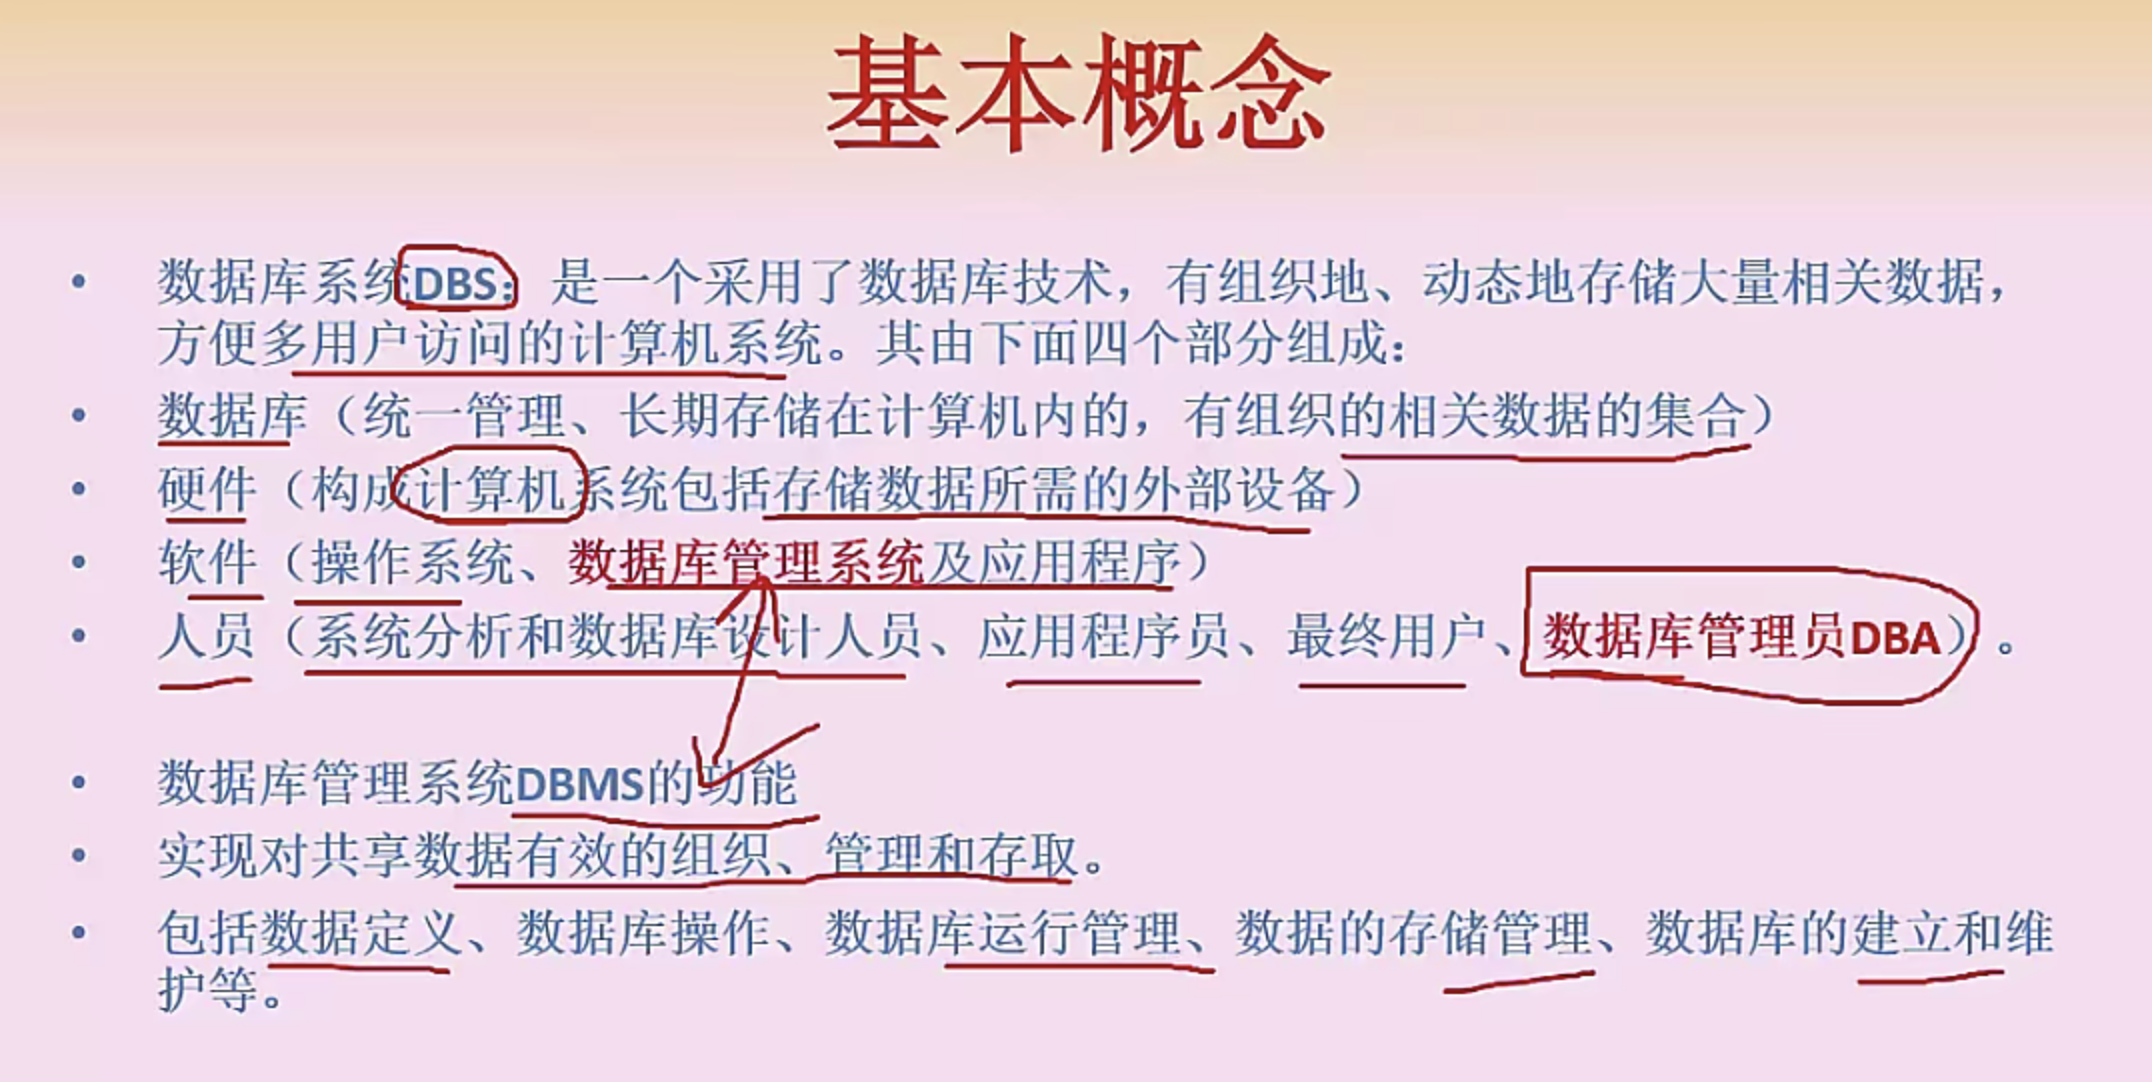 基本概念
• 数据库系统DBS：是一个采用了数据库技术，有组织地、动态地存储大量相关数据，
方便多用户访问的计算机系统。其由下面四个部分组成：
• 数据库（统一管理、长期存储在计算机内的，有组织的相关数据的集合）
• 硬件（构成计算机系统包括存储数据所需的外部设备）
• 软件（操作系统、数据库管理系统及应用程序）
• 人员（系统分析和数据库设计人员、应用程序员、最终用户、数据库管理员DBA）。
• 数据库管理系统DBMS的功能
• 实现对共享数据有效的组织、管理和存取。
• 包括数据定义、数据库操作、数据库运行管理、数据的存储管理、数据库的建立和维
护等。